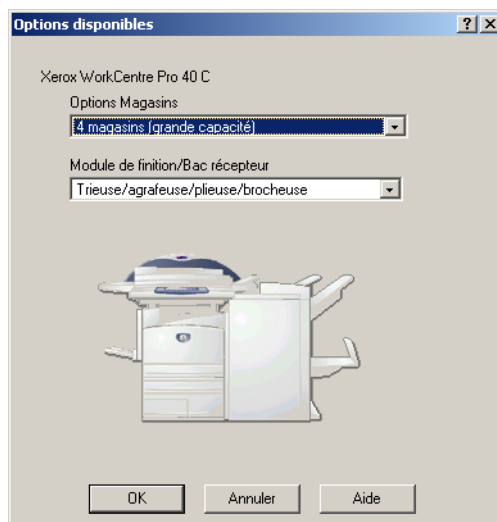 Options disponibles
Xerox WorkCentre Pro 40 C
Options Magasins
4 magasins (grande capacité)
Module de finition/Bac récepteur
Trieuse/agrafeuse/plieuse/brocheuse
OK Annuler Aide